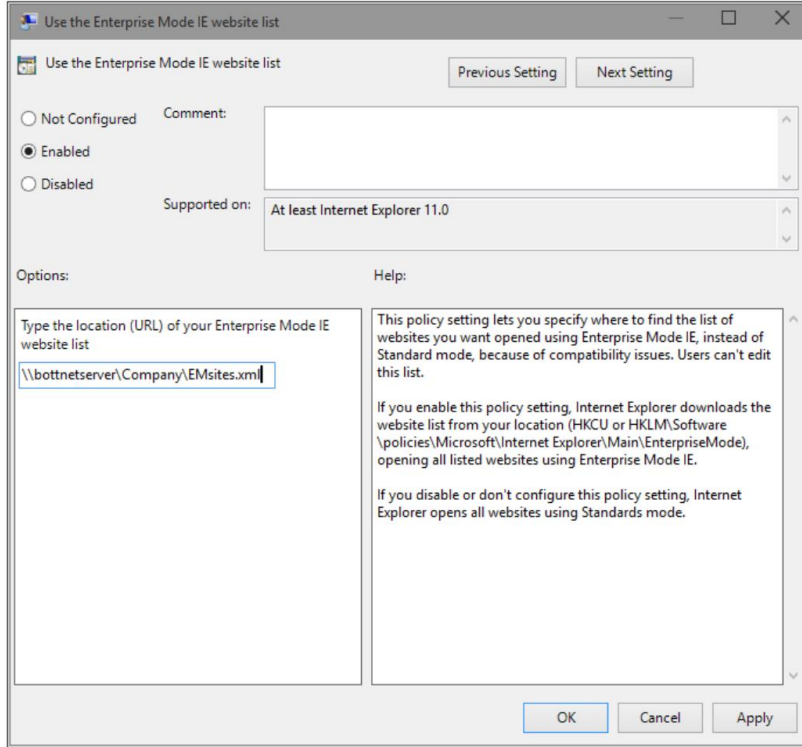 Use the Enterprise Mode IE website list
Use the Enterprise Mode IE website list
Previous Setting
Next Setting
Not Configured
Comment:
Enabled
Disabled
Supported on:
At least Internet Explorer 11.0
Options:
Help:
Type the location (URL) of your Enterprise Mode IE
website list
\\bottnetserver\Company\EMsites.xml
This policy setting lets you specify where to find the list of
websites you want opened using Enterprise Mode IE, instead of
Standard mode, because of compatibility issues. Users can't edit
this list.
If you enable this policy setting, Internet Explorer downloads the
website list from your location (HKCU or HKLM\Software
\policies\Microsoft\Internet Explorer\Main\EnterpriseMode),
opening all listed websites using Enterprise Mode IE.
If you disable or don't configure this policy setting, Internet
Explorer opens all websites using Standards mode.
OK
Cancel
Apply